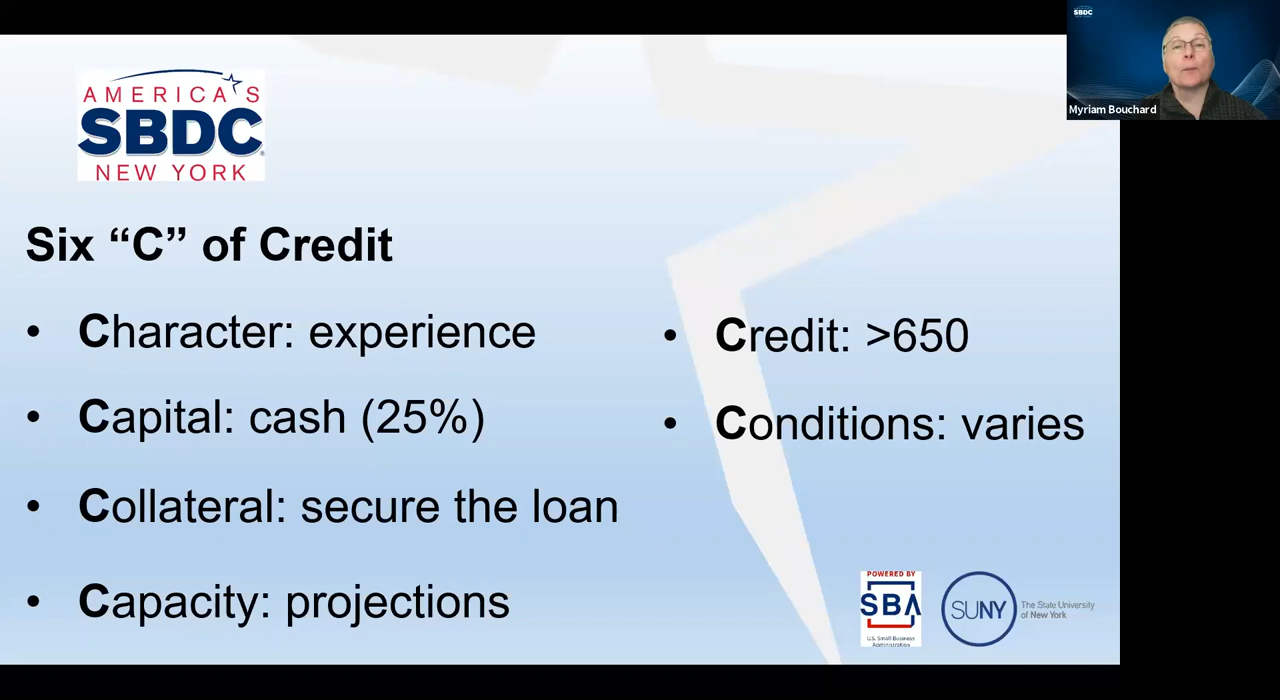 SBDC
Myriam Bouchard
AMERICA'S
SBDC
NEW YORK
Six “C” of Credit
• Character: experience
• Capital: cash (25%)
• Collateral: secure the loan
• Capacity: projections
• Credit: >650
• Conditions: varies
POWERED BY
SBA
U.S. Small Business
Administration
SUNY
The State University
of New York